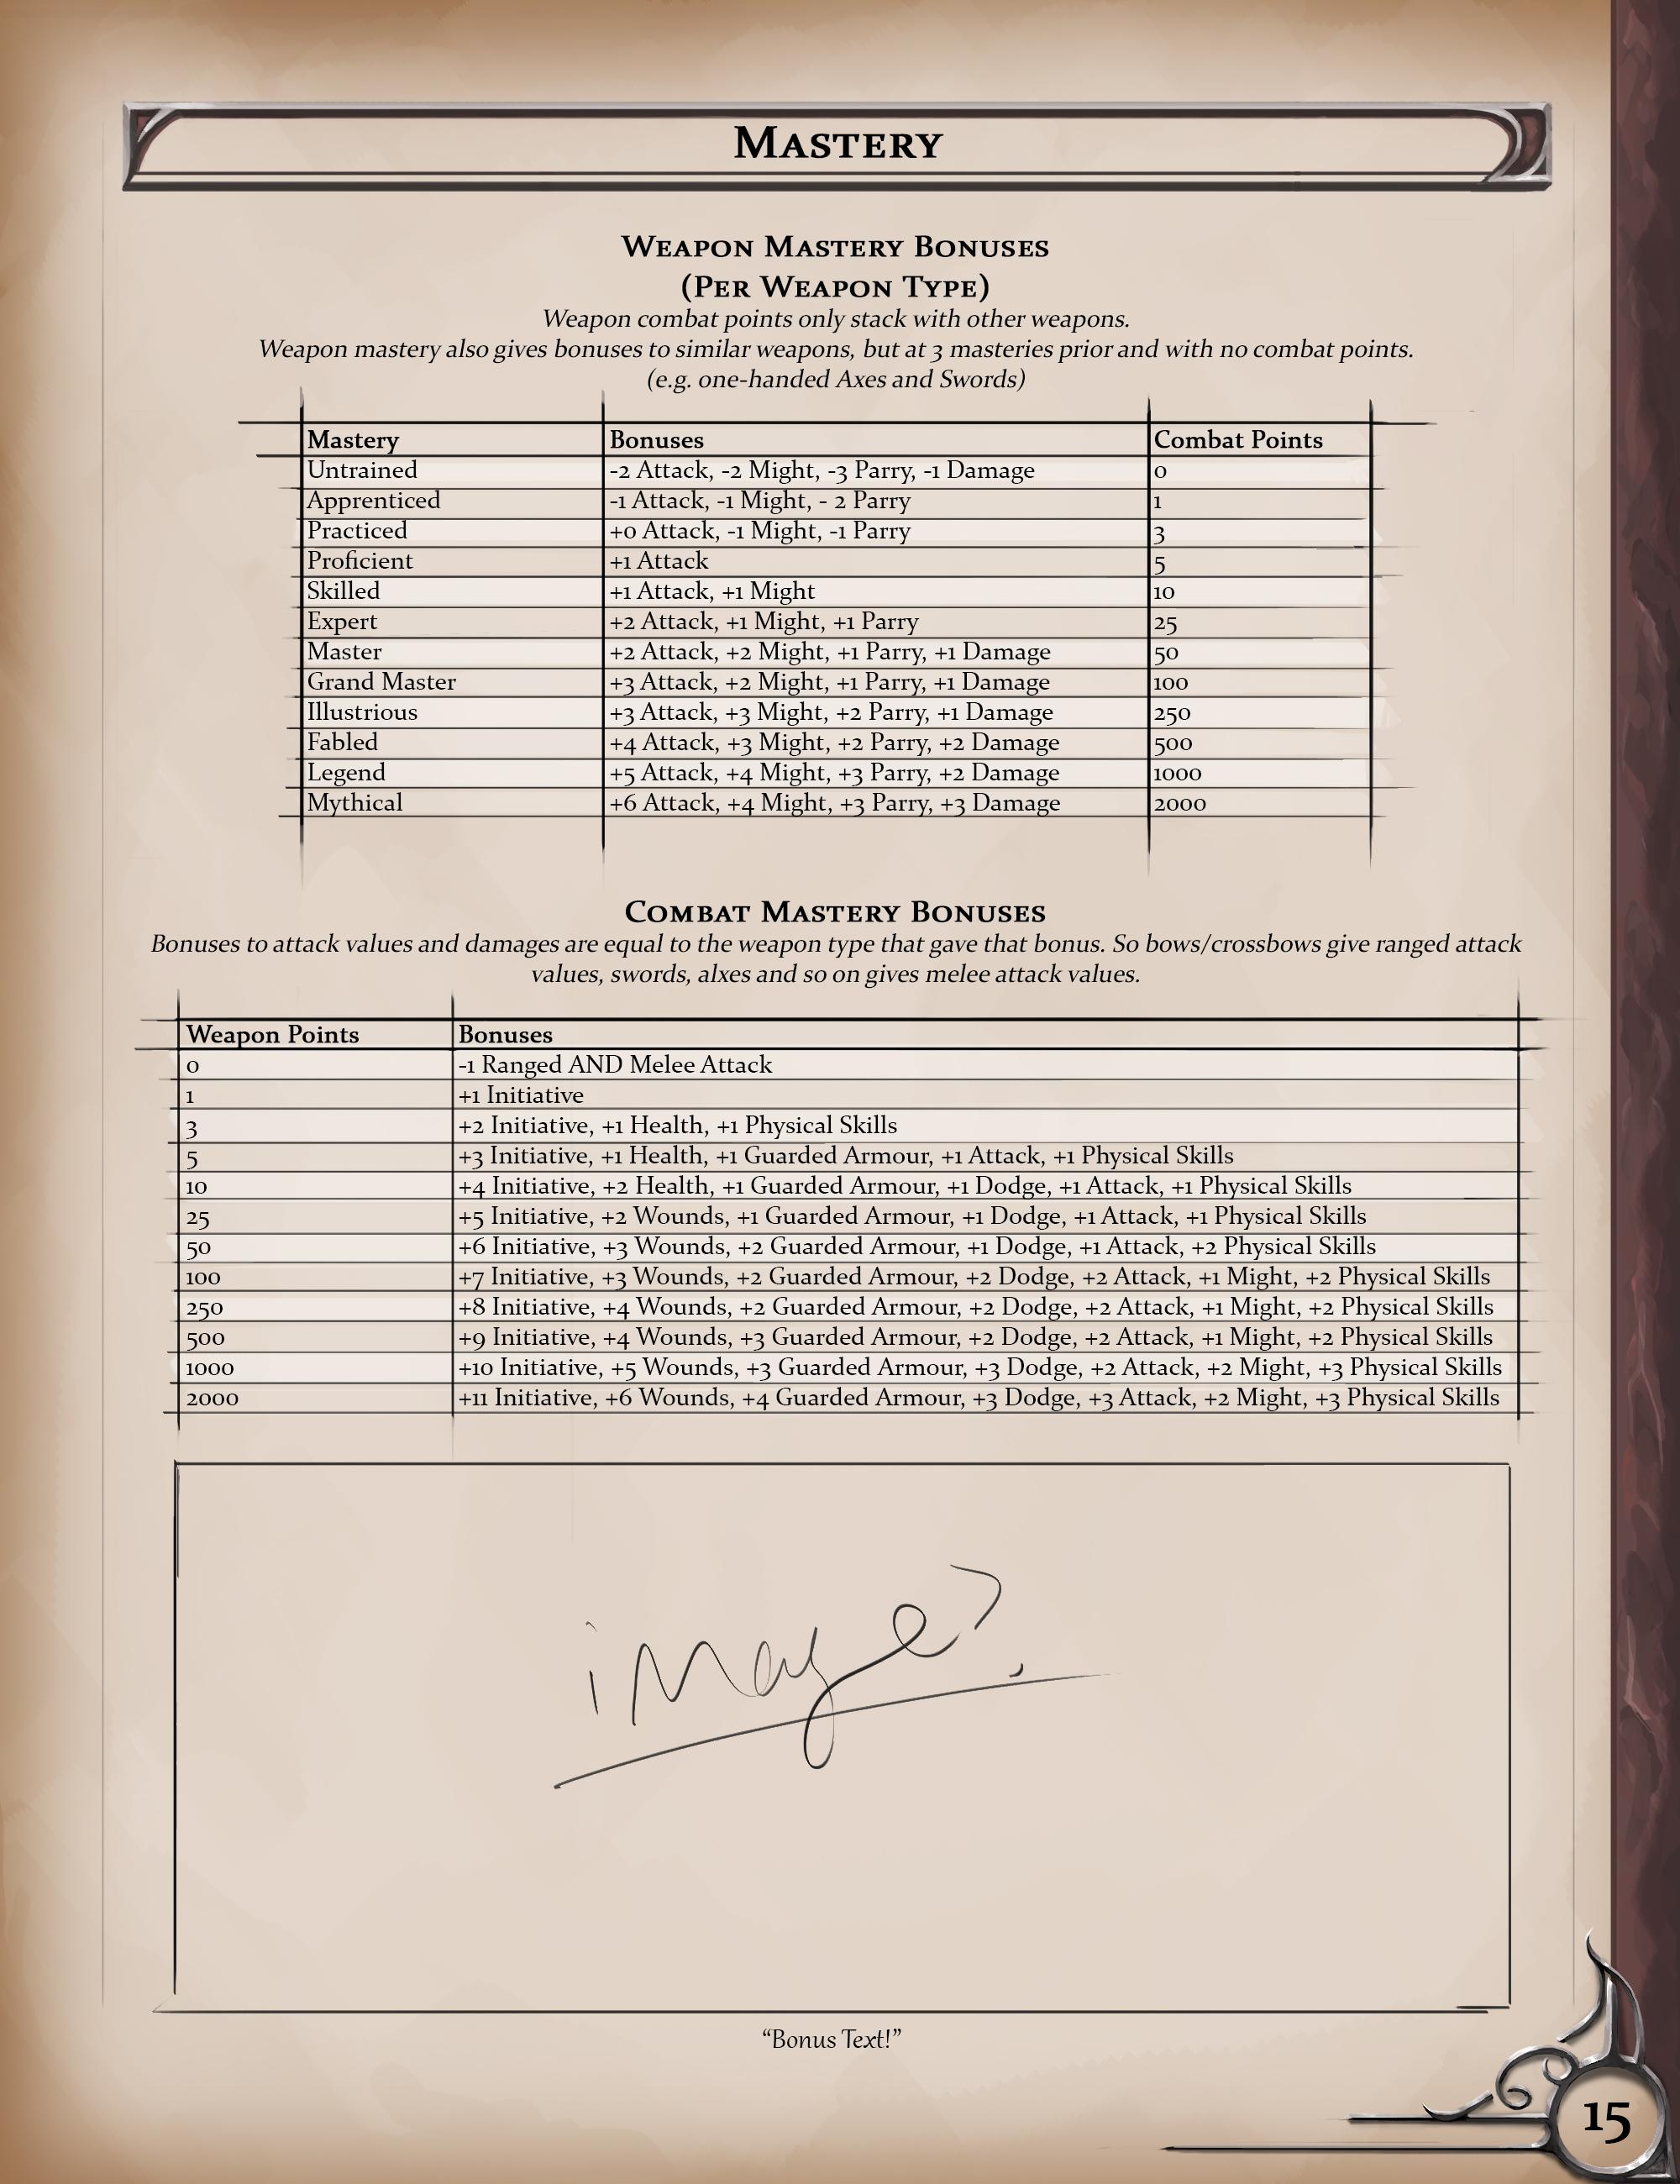 Mastery
Weapon Mastery Bonuses
(Per Weapon Type)
Weapon combat points only stack with other weapons.
Weapon mastery also gives bonuses to similar weapons, but at 3 masteries prior and with no combat points.
(e.g. one-handed Axes and Swords)
Mastery Bonuses Combat Points
Untrained -2 Attack, -2 Might, -3 Parry, -1 Damage 0
Apprenticed -1 Attack, -1 Might, - 2 Parry 1
Practiced +0 Attack, -1 Might, -1 Parry 3
Proficient +1 Attack 5
Skilled +1 Attack, +1 Might 10
Expert +2 Attack, +1 Might, +1 Parry 25
Master +2 Attack, +2 Might, +1 Parry, +1 Damage 50
Grand Master +3 Attack, +2 Might, +1 Parry, +1 Damage 100
Illustrious +3 Attack, +3 Might, +2 Parry, +1 Damage 250
Fabled +4 Attack, +3 Might, +2 Parry, +2 Damage 500
Legend +5 Attack, +4 Might, +3 Parry, +2 Damage 1000
Mythical +6 Attack, +4 Might, +3 Parry, +3 Damage 2000
Combat Mastery Bonuses
Bonuses to attack values and damages are equal to the weapon type that gave that bonus. So bows/crossbows give ranged attack
values, swords, alxes and so on gives melee attack values.
Weapon Points Bonuses
0 -1 Ranged AND Melee Attack
1 +1 Initiative
3 +2 Initiative, +1 Health, +1 Physical Skills
5 +3 Initiative, +1 Health, +1 Guarded Armour, +1 Attack, +1 Physical Skills
10 +4 Initiative, +2 Health, +1 Guarded Armour, +1 Dodge, +1 Attack, +1 Physical Skills
25 +5 Initiative, +2 Wounds, +1 Guarded Armour, +1 Dodge, +1 Attack, +1 Physical Skills
50 +6 Initiative, +3 Wounds, +2 Guarded Armour, +1 Dodge, +1 Attack, +2 Physical Skills
100 +7 Initiative, +3 Wounds, +2 Guarded Armour, +2 Dodge, +2 Attack, +1 Might, +2 Physical Skills
250 +8 Initiative, +4 Wounds, +2 Guarded Armour, +2 Dodge, +2 Attack, +1 Might, +2 Physical Skills
500 +9 Initiative, +4 Wounds, +3 Guarded Armour, +2 Dodge, +2 Attack, +1 Might, +2 Physical Skills
1000 +10 Initiative, +5 Wounds, +3 Guarded Armour, +3 Dodge, +2 Attack, +2 Might, +3 Physical Skills
2000 +11 Initiative, +6 Wounds, +4 Guarded Armour, +3 Dodge, +3 Attack, +2 Might, +3 Physical Skills
image?
“Bonus Text!”
15